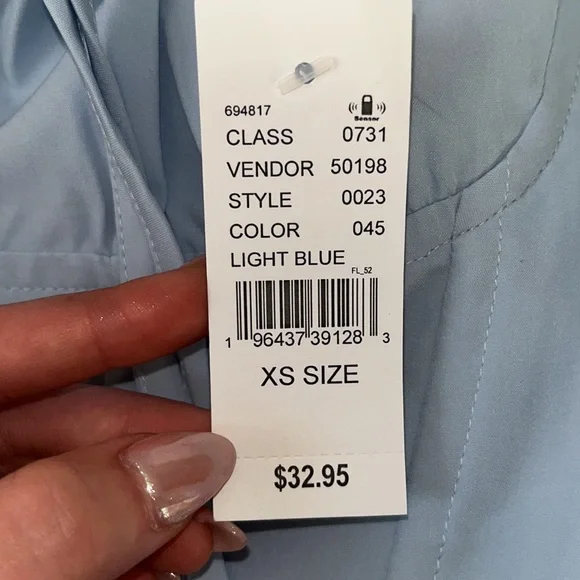 694817
Sensor
CLASS 0731
VENDOR 50198
STYLE 0023
COLOR 045
LIGHT BLUE
FL_52
1 96437 39128 3
XS SIZE
$32.95